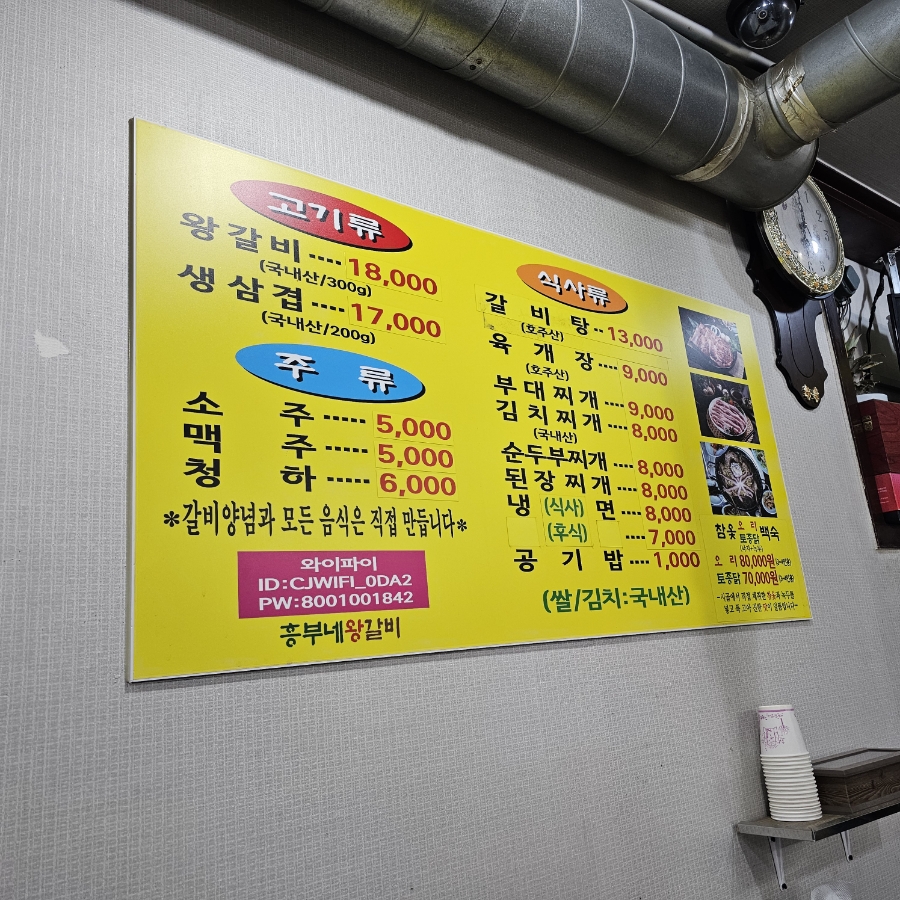 고기류
왕갈비 ···· 18,000
(국내산/300g)
생삼겹 ···· 17,000
(국내산/200g)
주 류
소 주 ····· 5,000
맥 주 ····· 5,000
청 하 ····· 6,000
*갈비양념과 모든 음식은 직접 만듭니다*
와이파이
ID:CJWIFI_0DA2
PW:8001001842
흥부네왕갈비
식사류
갈 비 탕 ·· 13,000
(호주산)
육 개 장 ···· 9,000
(호주산)
부대찌개 ···· 9,000
김치찌개 ···· 8,000
(국내산)
순두부찌개 ···· 8,000
된장찌개 ···· 8,000
냉 (식사) 면 ···· 8,000
(후식) ···· 7,000
공 기 밥 ···· 1,000
(쌀/김치:국내산)
참옻 오리 토종닭 백숙
오 리 80,000원
토종닭 70,000원